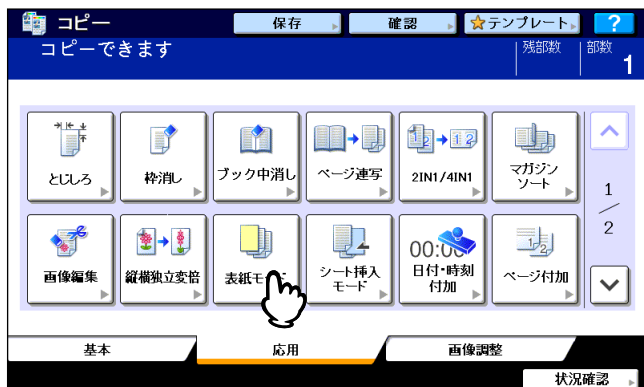 コピー
保存
確認
テンプレート
?
コピーできます
残部数
部数
1
とじしろ
枠消し
ブック中消し
ページ連写
2IN1/4IN1
マガジン
ソート
1
2
画像編集
縦横独立変倍
表紙モ
シート挿入
モード
00:00
日付・時刻
付加
ページ付加
基本
応用
画像調整
状況確認